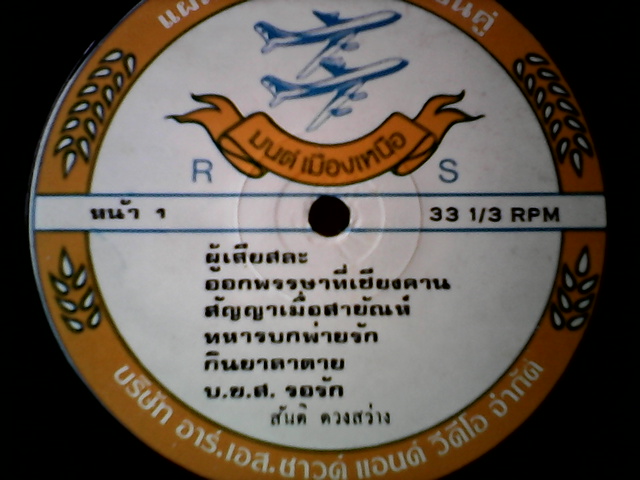 มนต์เมืองเหนือ
R S
หน้า 1
33 1/3 RPM
ผู้เสียสละ
ออกพรรษาที่เชียงคาน
สัญญาเมื่อสายัณห์
ทหารบกพ่ายรัก
กินยาตาตาย
บ.ข.ส. รอรัก
สันติ ดวงสว่าง
บริษัท อาร์.เอส.ซาวด์ แอนด์ วีดีโอ จำกัด